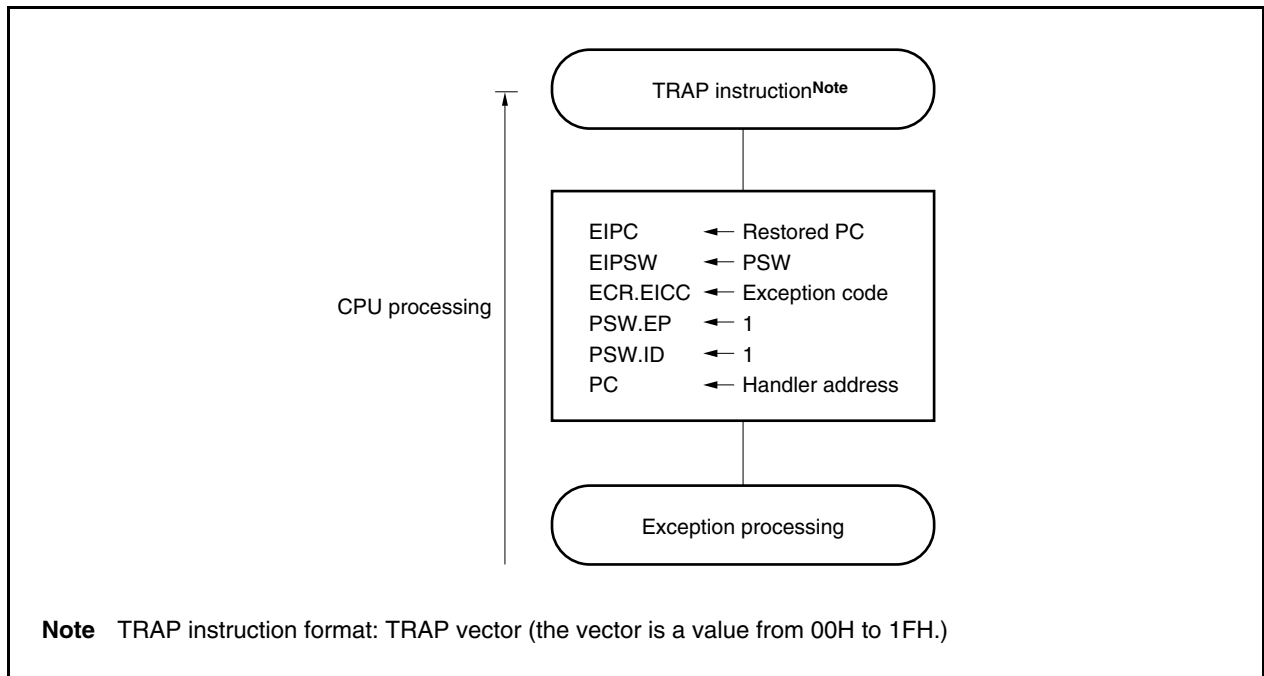 TRAP instructionNote
CPU processing
EIPC ← Restored PC
EIPSW ← PSW
ECR.EICC ← Exception code
PSW.EP ← 1
PSW.ID ← 1
PC ← Handler address
Exception processing
Note TRAP instruction format: TRAP vector (the vector is a value from 00H to 1FH.)